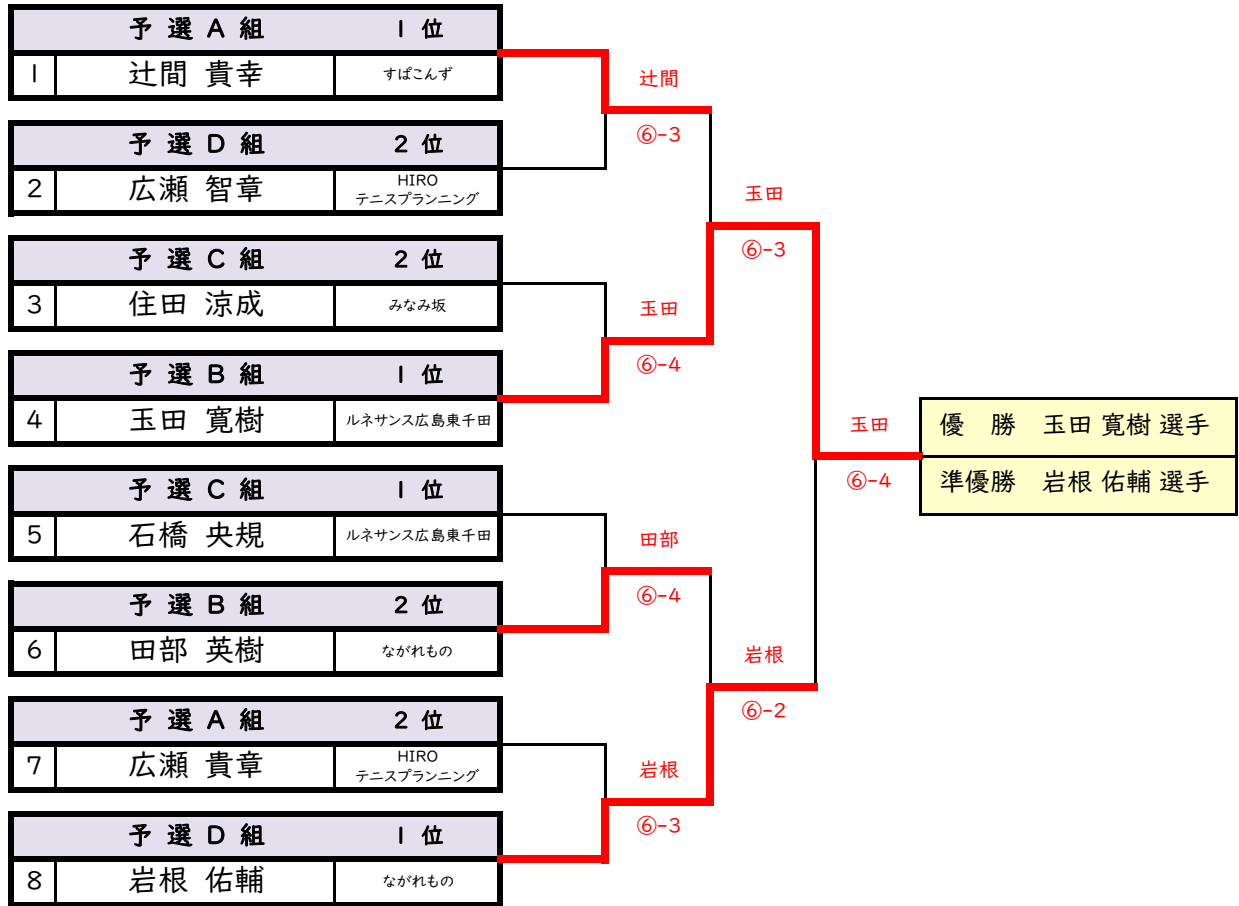 予 選 A 組 1 位
1 辻間 貴幸 すぱこんず
予 選 D 組 2 位
2 広瀬 智章 HIRO
テニスプランニング
予 選 C 組 2 位
3 住田 涼成 みなみ坂
予 選 B 組 1 位
4 玉田 寛樹 ルネサンス広島東千田
予 選 C 組 1 位
5 石橋 央規 ルネサンス広島東千田
予 選 B 組 2 位
6 田部 英樹 ながれもの
予 選 A 組 2 位
7 広瀬 貴章 HIRO
テニスプランニング
予 選 D 組 1 位
8 岩根 佑輔 ながれもの
辻間
⑥-3
玉田
⑥-4
田部
⑥-4
岩根
⑥-3
玉田
⑥-3
岩根
⑥-2
玉田
⑥-4
優　勝　玉田 寛樹 選手
準優勝　岩根 佑輔 選手